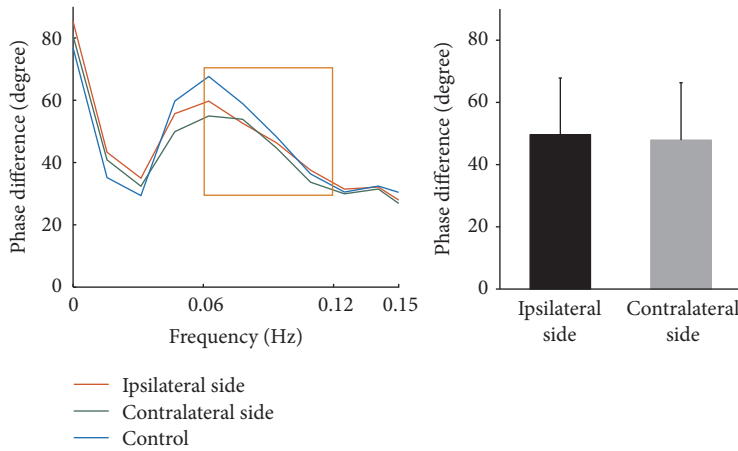 Phase difference (degree)
80
60
40
20
0
0
0.06
0.12
0.15
Frequency (Hz)
Ipsilateral side
Contralateral side
Control
Phase difference (degree)
80
60
40
20
0
Ipsilateral
side
Contralateral
side